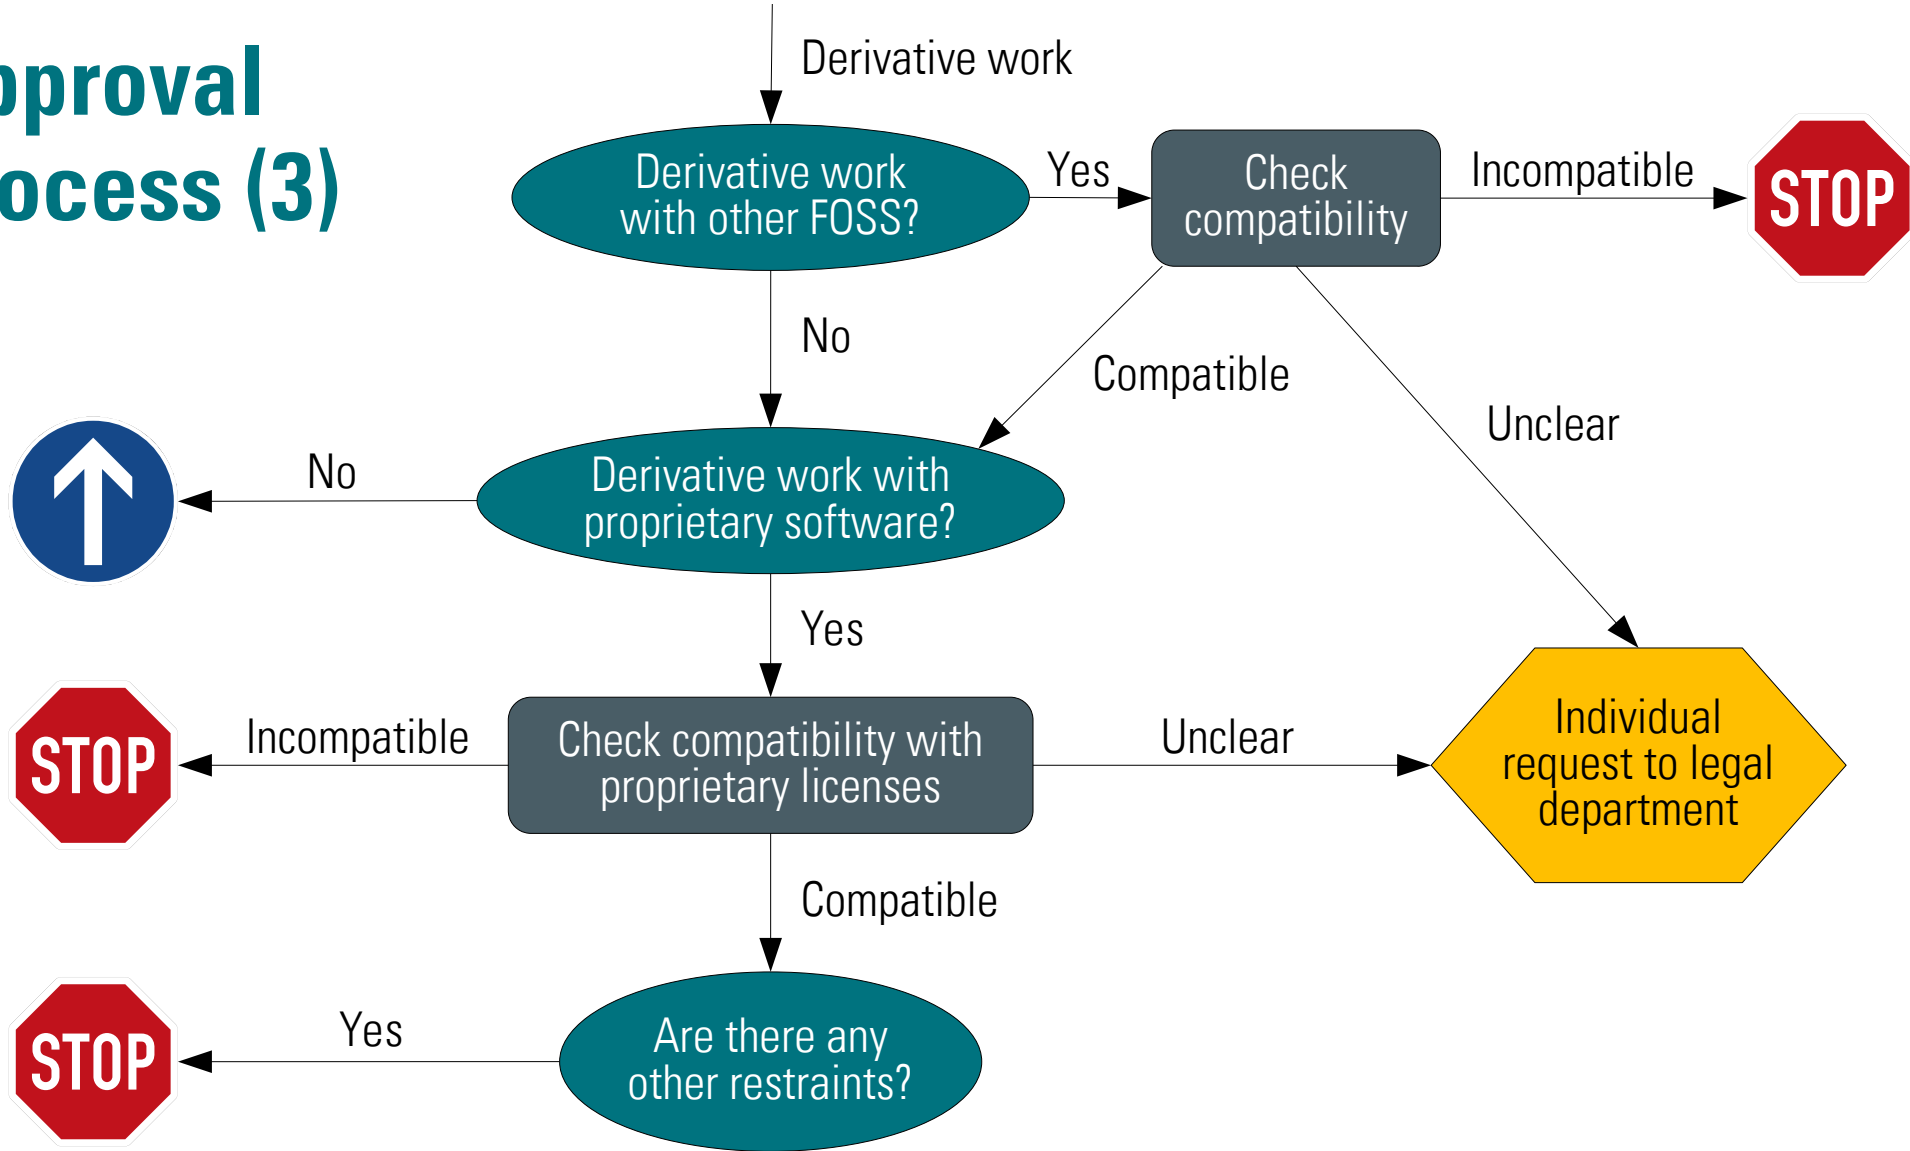 pproval
ocess (3)
Derivative work
Derivative work
with other FOSS?
Yes
Check
compatibility
Incompatible
STOP
No
Compatible
Unclear
No
Derivative work with
proprietary software?
Yes
STOP
Incompatible
Check compatibility with
proprietary licenses
Unclear
Individual
request to legal
department
Compatible
STOP
Yes
Are there any
other restraints?